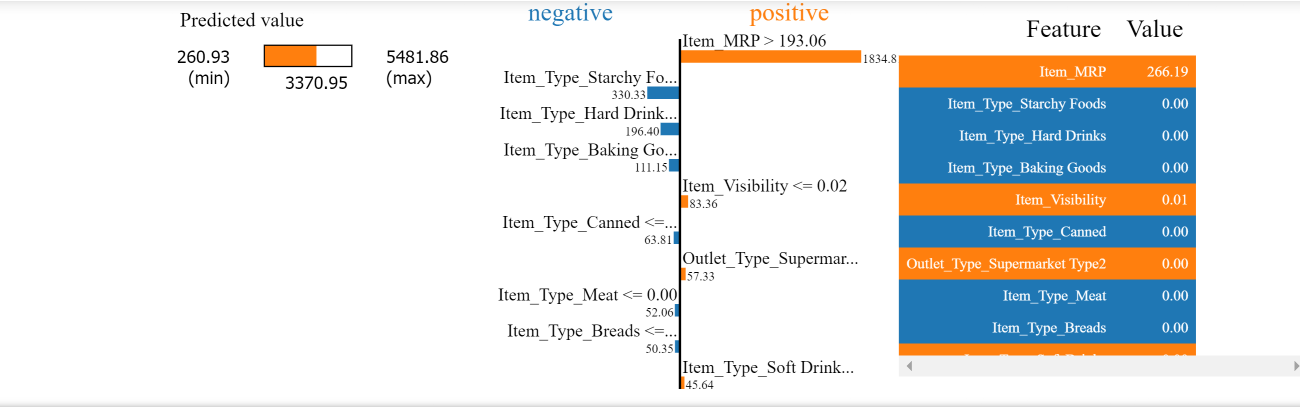 Predicted value
260.93
(min)
3370.95
5481.86
(max)
negative
positive
Item_MRP > 193.06
1834.8
Item_Type_Starchy Fo...
330.33
Item_Type_Hard Drink...
196.40
Item_Type_Baking Go...
111.15
Item_Visibility <= 0.02
83.36
Item_Type_Canned <=...
63.81
Outlet_Type_Supermar...
57.33
Item_Type_Meat <= 0.00
52.06
Item_Type_Breads <=...
50.35
Item_Type_Soft Drink...
45.64
Feature Value
Item_MRP 266.19
Item_Type_Starchy Foods 0.00
Item_Type_Hard Drinks 0.00
Item_Type_Baking Goods 0.00
Item_Visibility 0.01
Item_Type_Canned 0.00
Outlet_Type_Supermarket Type2 0.00
Item_Type_Meat 0.00
Item_Type_Breads 0.00